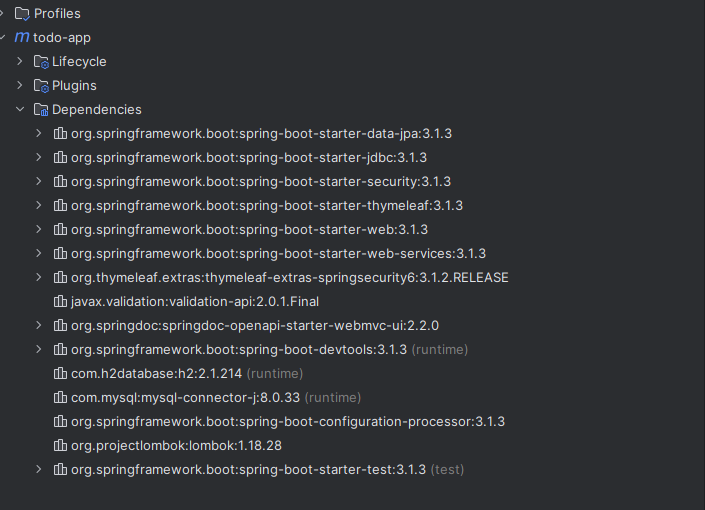 Profiles
todo-app
Lifecycle
Plugins
Dependencies
org.springframework.boot:spring-boot-starter-data-jpa:3.1.3
org.springframework.boot:spring-boot-starter-jdbc:3.1.3
org.springframework.boot:spring-boot-starter-security:3.1.3
org.springframework.boot:spring-boot-starter-thymeleaf:3.1.3
org.springframework.boot:spring-boot-starter-web:3.1.3
org.springframework.boot:spring-boot-starter-web-services:3.1.3
org.thymeleaf.extras:thymeleaf-extras-springsecurity6:3.1.2.RELEASE
javax.validation:validation-api:2.0.1.Final
org.springdoc:springdoc-openapi-starter-webmvc-ui:2.2.0
org.springframework.boot:spring-boot-devtools:3.1.3 (runtime)
com.h2database:h2:2.1.214 (runtime)
com.mysql:mysql-connector-j:8.0.33 (runtime)
org.springframework.boot:spring-boot-configuration-processor:3.1.3
org.projectlombok:lombok:1.18.28
org.springframework.boot:spring-boot-starter-test:3.1.3 (test)